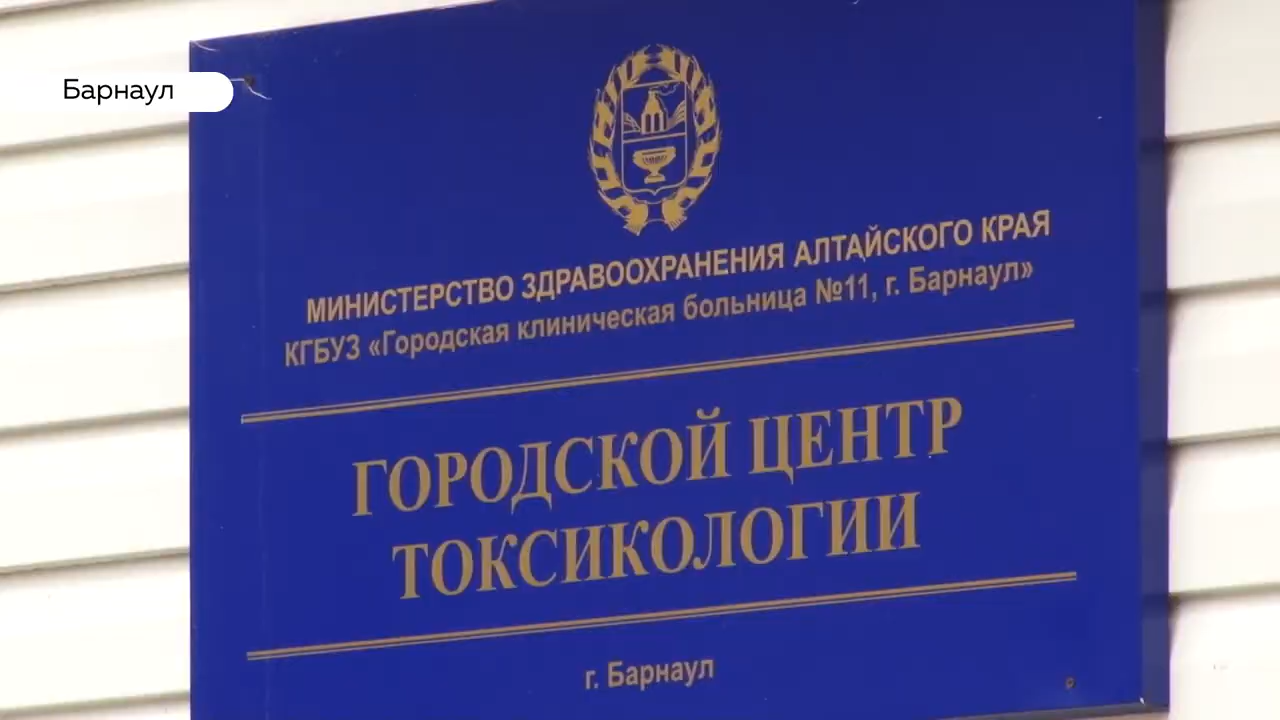 Барнаул
МИНИСТЕРСТВО ЗДРАВООХРАНЕНИЯ АЛТАЙСКОГО КРАЯ
КГБУЗ «Городская клиническая больница №11, г. Барнаул»
ГОРОДСКОЙ ЦЕНТР
ТОКСИКОЛОГИИ
г. Барнаул